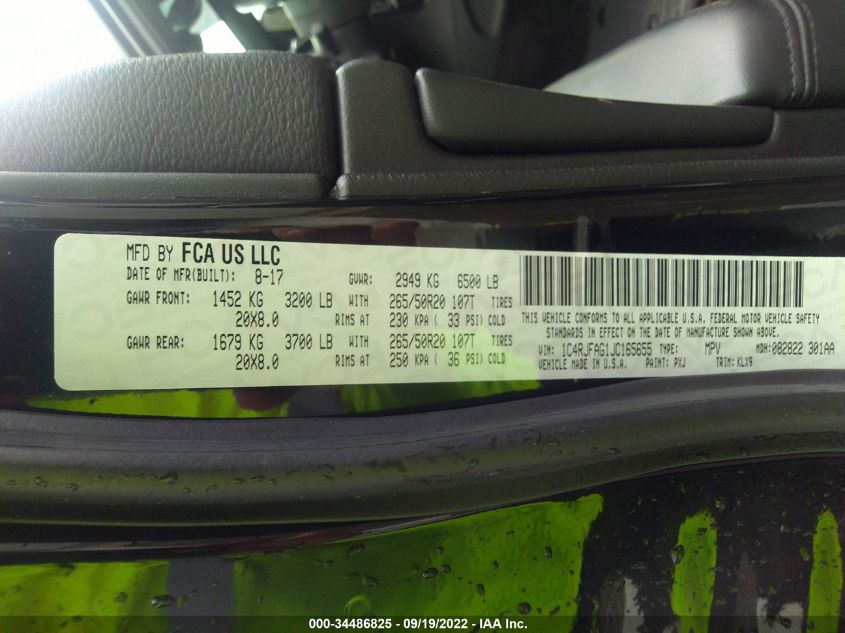 MFD BY FCA US LLC
DATE OF MFR(BUILT): 8-17 GVWR: 2949 KG 6500 LB
GAWR FRONT: 1452 KG 3200 LB WITH 265/50R20 107T TIRES
20X8.0 RIMS AT 230 KPA ( 33 PSI) COLD
GAWR REAR: 1679 KG 3700 LB WITH 265/50R20 107T TIRES
20X8.0 RIMS AT 250 KPA ( 36 PSI) COLD
THIS VEHICLE CONFORMS TO ALL APPLICABLE U.S.A. FEDERAL MOTOR VEHICLE SAFETY
STANDARDS IN EFFECT ON THE DATE OF MANUFACTURE SHOWN ABOVE.
VIN: 1C4RJFAG1JC165655 TYPE: MPV MDH: 082822 301AA
VEHICLE MADE IN U.S.A. PAINT: PXJ TRIM: KLX9
000-34486825 - 09/19/2022 - IAA Inc.